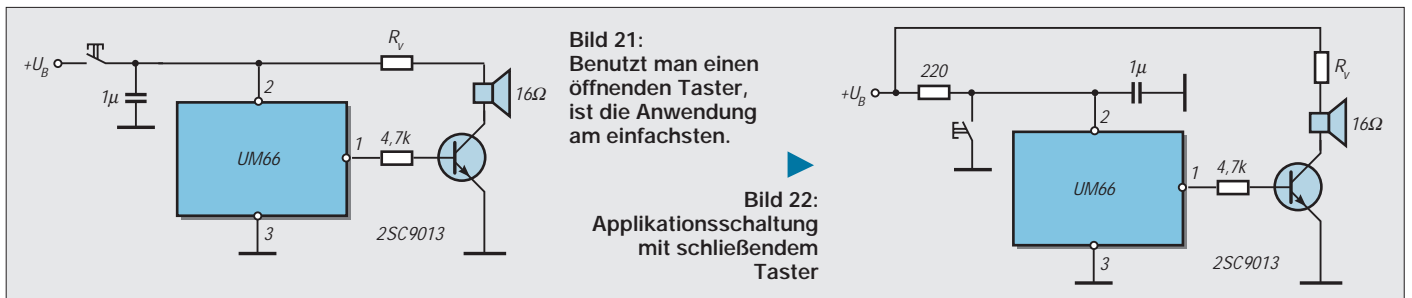 +U_B
1µ
2
R_v
16Ω
UM66
1
4,7k
3
2SC9013
Bild 21:
Benutzt man einen
öffnenden Taster,
ist die Anwendung
am einfachsten.
Bild 22:
Applikationsschaltung
mit schließendem
Taster
+U_B
220
1µ
2
R_v
16Ω
UM66
1
4,7k
3
2SC9013